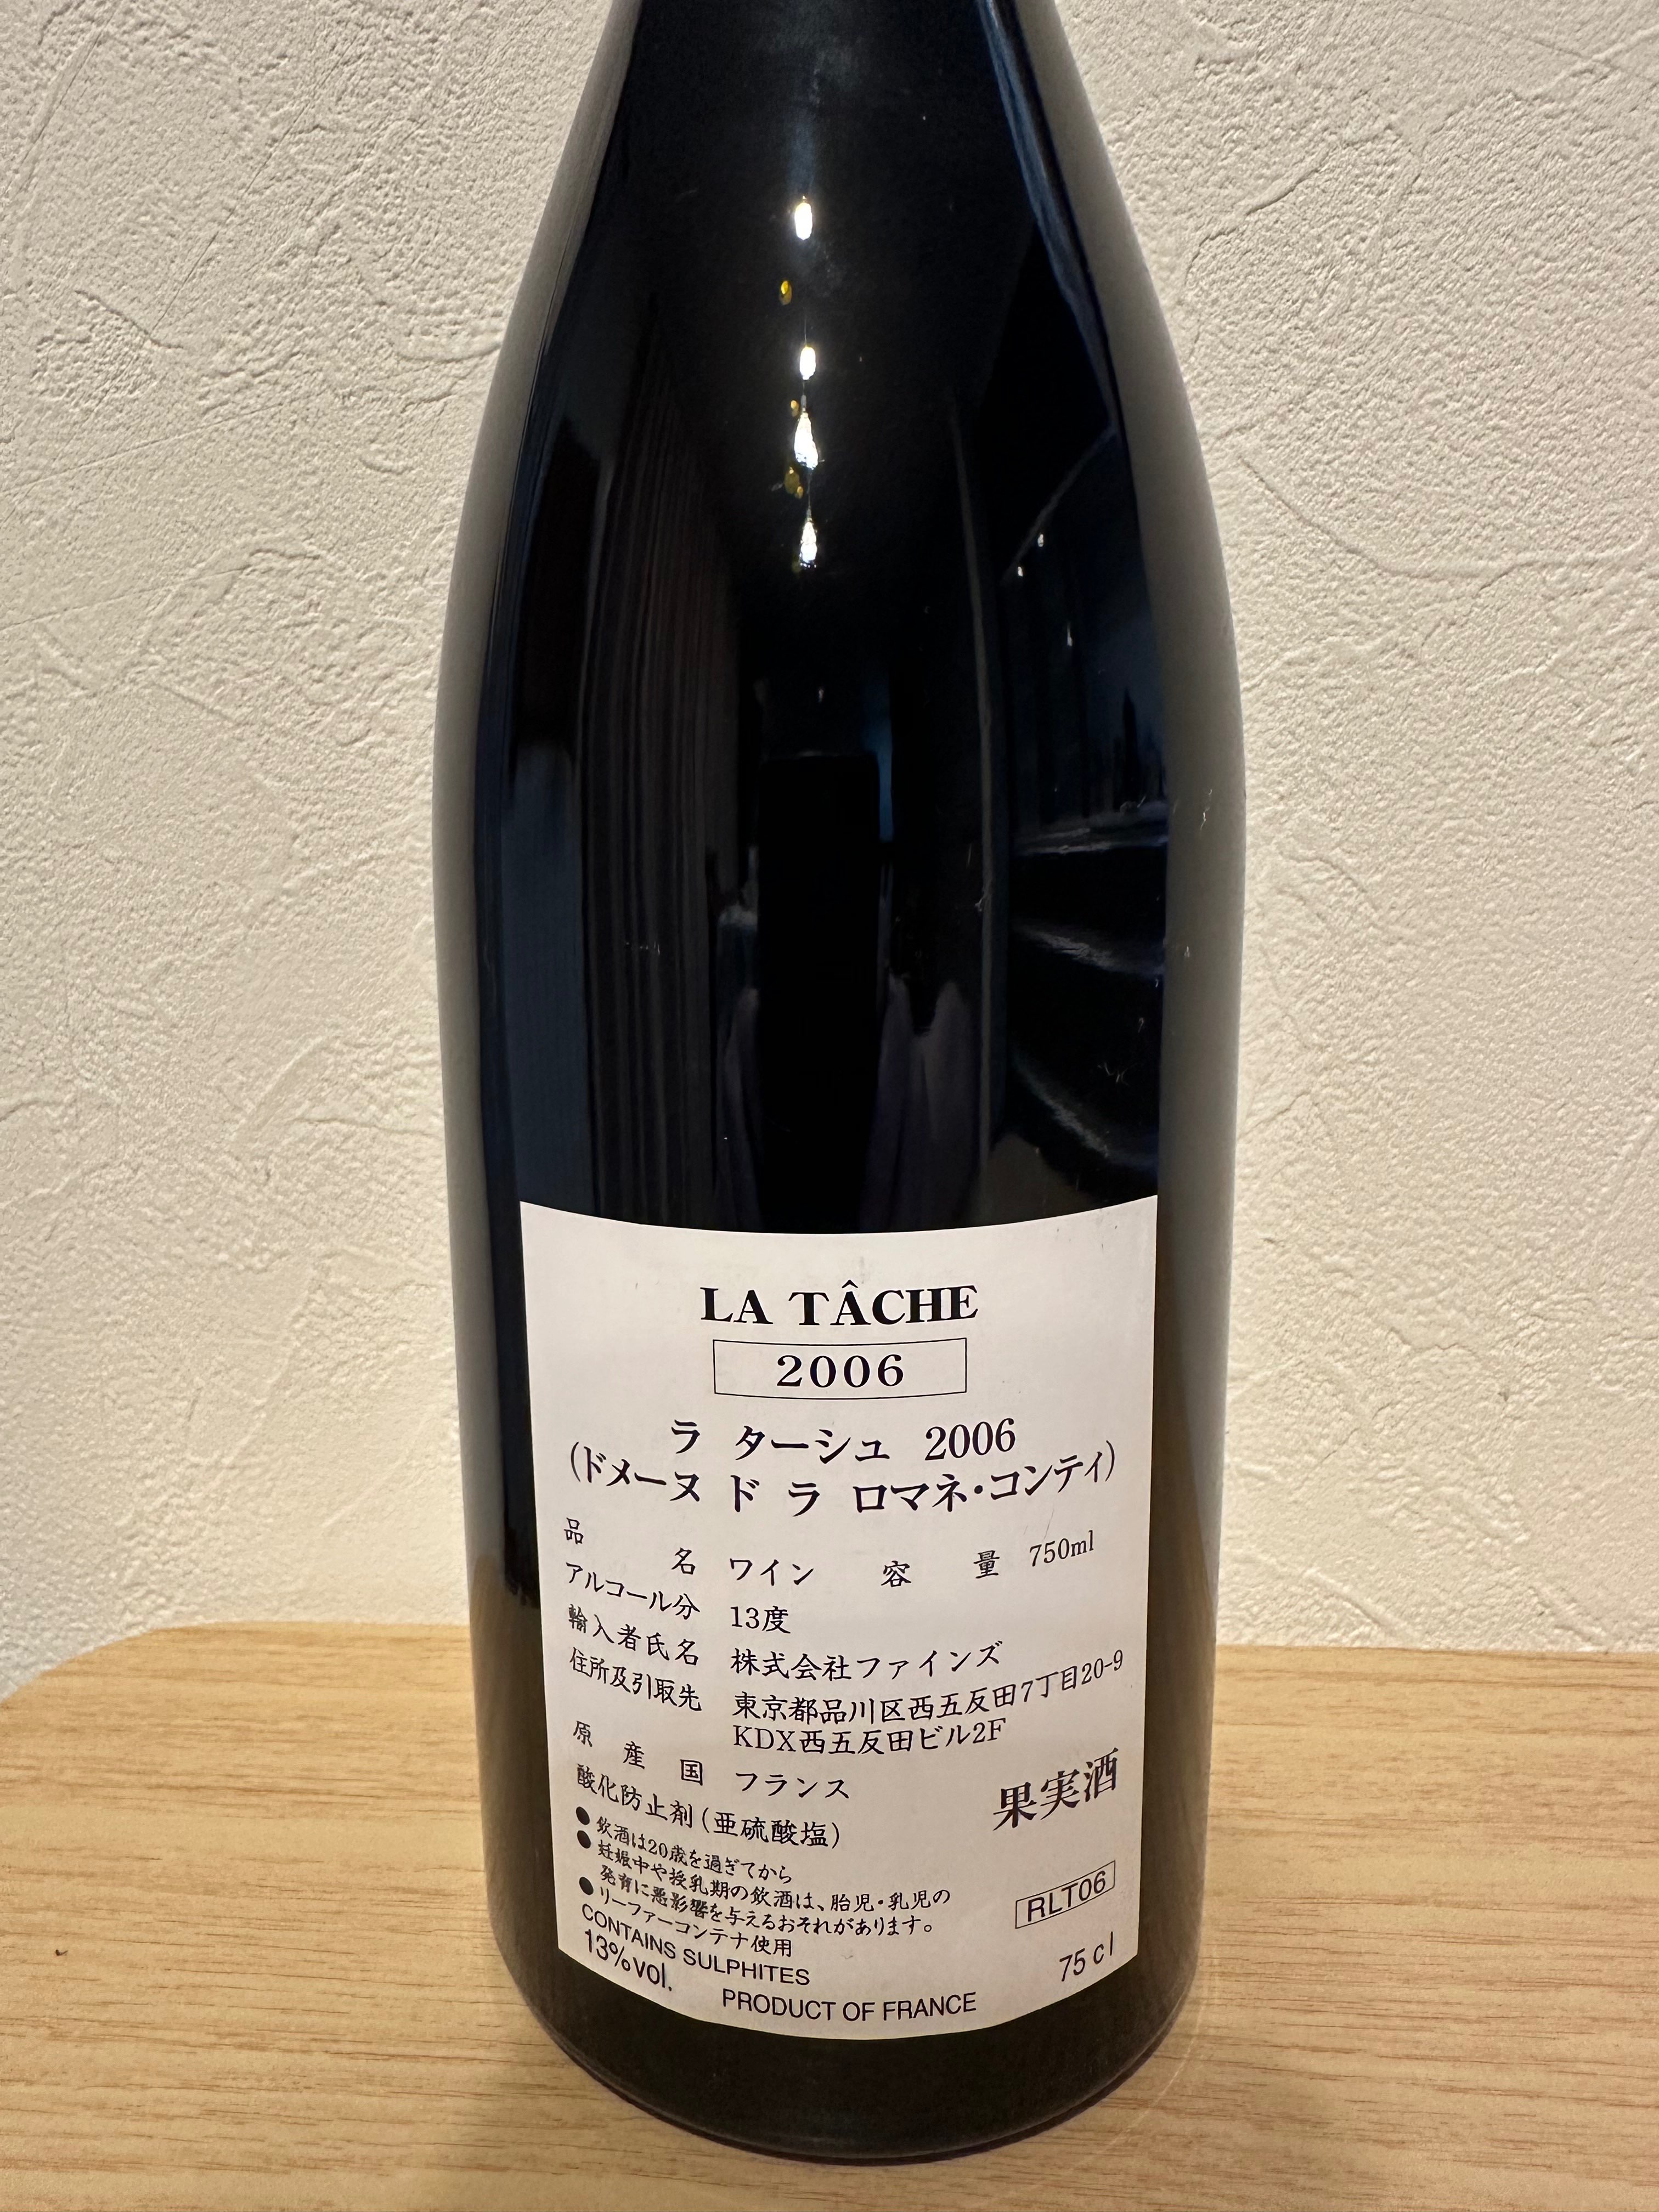 LA TÂCHE
2006
ラ ターシュ 2006
(ドメーヌ ド ラ ロマネ・コンティ)
品名 ワイン 容量 750ml
アルコール分 13度
輸入者氏名 株式会社ファインズ
住所及引取先 東京都品川区西五反田7丁目20-9
KDX西五反田ビル2F
原産国 フランス
酸化防止剤(亜硫酸塩)
果実酒
●飲酒は20歳を過ぎてから
●妊娠中や授乳期の飲酒は、胎児・乳児の
発育に悪影響を与えるおそれがあります。
●リーファーコンテナ使用
RLT06
CONTAINS SULPHITES
13%vol. 75cl
PRODUCT OF FRANCE